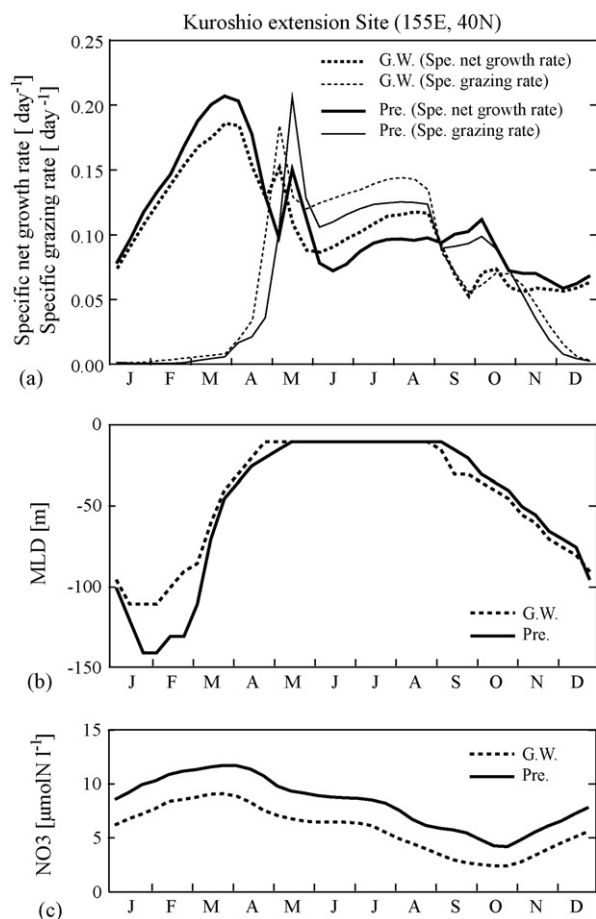 Kuroshio extension Site (155E, 40N)
Specific net growth rate [ day⁻¹]
Specific grazing rate [ day⁻¹]
0.20
0.15
0.10
0.05
0.00
G.W. (Spe. net growth rate)
G.W. (Spe. grazing rate)
Pre. (Spe. net growth rate)
Pre. (Spe. grazing rate)
J F M A M J J A S O N D
(a)
MLD [m]
0
-50
-100
-150
G.W.
Pre.
J F M A M J J A S O N D
(b)
NO3 [µmolN l⁻¹]
15
10
5
0
G.W.
Pre.
J F M A M J J A S O N D
(c)